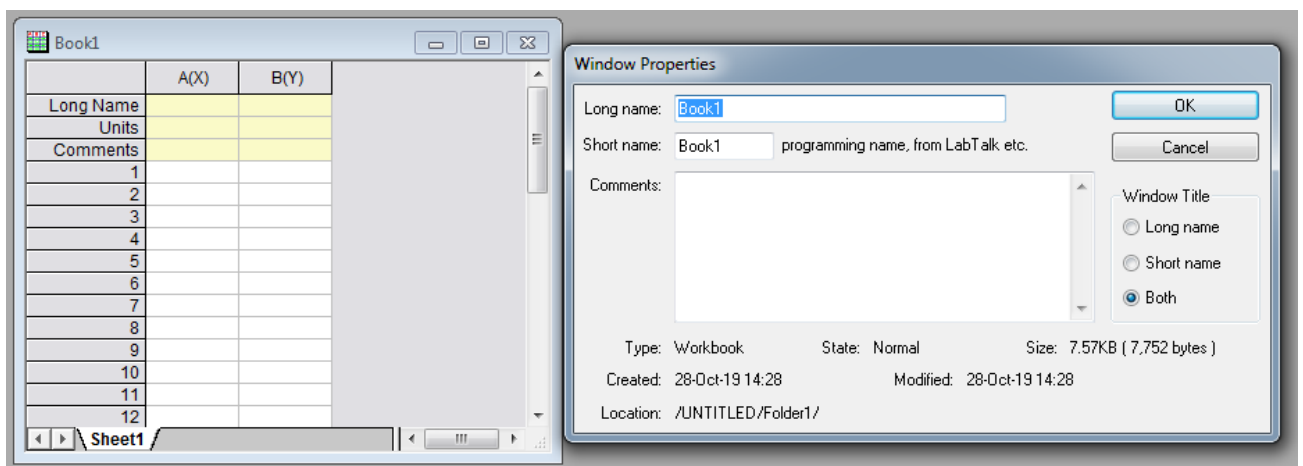 Book1
A(X) B(Y)
Long Name
Units
Comments
1
2
3
4
5
6
7
8
9
10
11
12
Sheet1
Window Properties
Long name: Book1 OK
Short name: Book1 programming name, from LabTalk etc. Cancel
Comments:
Window Title
Long name
Short name
Both
Type: Workbook State: Normal Size: 7.57KB ( 7,752 bytes )
Created: 28-Oct-19 14:28 Modified: 28-Oct-19 14:28
Location: /UNTITLED/Folder1/